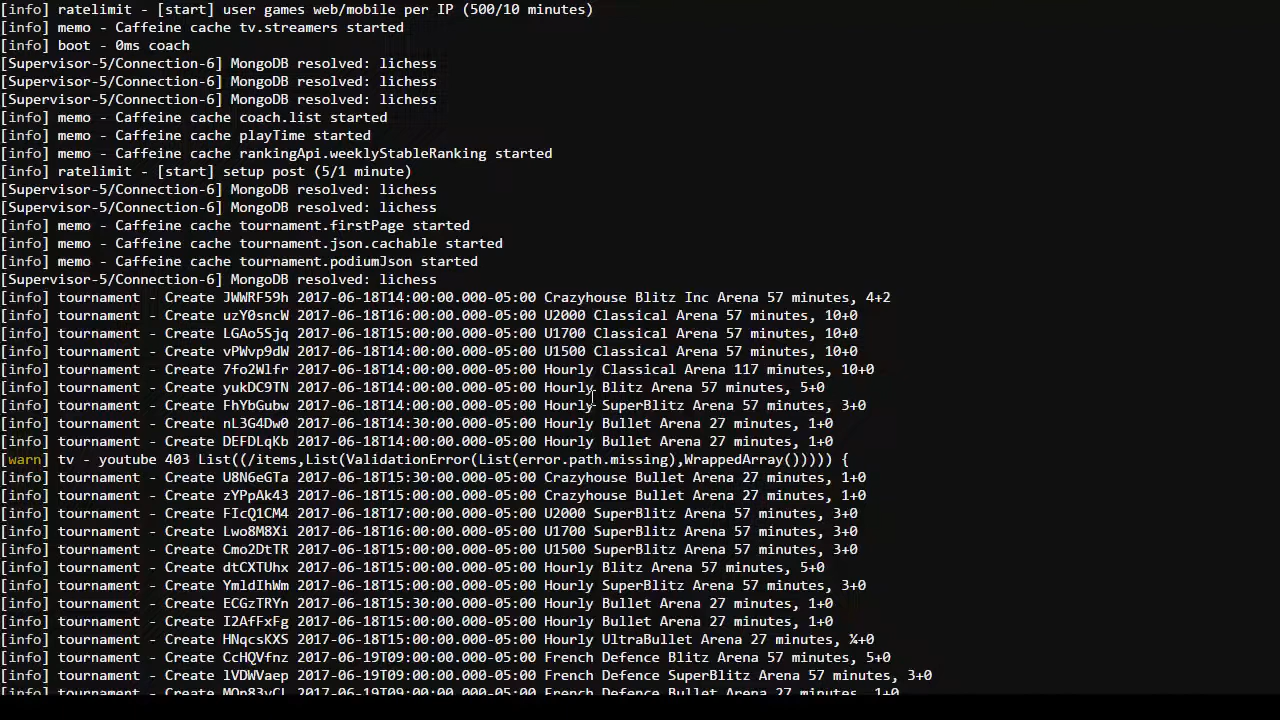 [info] ratelimit - [start] user games web/mobile per IP (500/10 minutes)
[info] memo - Caffeine cache tv.streamers started
[info] boot - 0ms coach
[Supervisor-5/Connection-6] MongoDB resolved: lichess
[Supervisor-5/Connection-6] MongoDB resolved: lichess
[Supervisor-5/Connection-6] MongoDB resolved: lichess
[info] memo - Caffeine cache coach.list started
[info] memo - Caffeine cache playTime started
[info] memo - Caffeine cache rankingApi.weeklyStableRanking started
[info] ratelimit - [start] setup post (5/1 minute)
[Supervisor-5/Connection-6] MongoDB resolved: lichess
[Supervisor-5/Connection-6] MongoDB resolved: lichess
[info] memo - Caffeine cache tournament.firstPage started
[info] memo - Caffeine cache tournament.json.cachable started
[info] memo - Caffeine cache tournament.podiumJson started
[Supervisor-5/Connection-6] MongoDB resolved: lichess
[info] tournament - Create JWWRF59h 2017-06-18T14:00:00.000-05:00 Crazyhouse Blitz Inc Arena 57 minutes, 4+2
[info] tournament - Create uzY0sncW 2017-06-18T16:00:00.000-05:00 U2000 Classical Arena 57 minutes, 10+0
[info] tournament - Create LGAo5Sjq 2017-06-18T15:00:00.000-05:00 U1700 Classical Arena 57 minutes, 10+0
[info] tournament - Create vPWvp9dW 2017-06-18T14:00:00.000-05:00 U1500 Classical Arena 57 minutes, 10+0
[info] tournament - Create 7fo2Wlfr 2017-06-18T14:00:00.000-05:00 Hourly Classical Arena 117 minutes, 10+0
[info] tournament - Create yukDC9TN 2017-06-18T14:00:00.000-05:00 Hourly Blitz Arena 57 minutes, 5+0
[info] tournament - Create FhYbGubw 2017-06-18T14:00:00.000-05:00 Hourly SuperBlitz Arena 57 minutes, 3+0
[info] tournament - Create nL3G4Dw0 2017-06-18T14:30:00.000-05:00 Hourly Bullet Arena 27 minutes, 1+0
[info] tournament - Create DEFDLqKb 2017-06-18T14:00:00.000-05:00 Hourly Bullet Arena 27 minutes, 1+0
[warn] tv - youtube 403 List((/items,List(ValidationError(List(error.path.missing),WrappedArray())))) {
[info] tournament - Create U8N6eGTa 2017-06-18T15:30:00.000-05:00 Crazyhouse Bullet Arena 27 minutes, 1+0
[info] tournament - Create zYPpAk43 2017-06-18T15:00:00.000-05:00 Crazyhouse Bullet Arena 27 minutes, 1+0
[info] tournament - Create FIcQ1CM4 2017-06-18T17:00:00.000-05:00 U2000 SuperBlitz Arena 57 minutes, 3+0
[info] tournament - Create Lwo8M8Xi 2017-06-18T16:00:00.000-05:00 U1700 SuperBlitz Arena 57 minutes, 3+0
[info] tournament - Create Cmo2DtTR 2017-06-18T15:00:00.000-05:00 U1500 SuperBlitz Arena 57 minutes, 3+0
[info] tournament - Create dtCXTUhx 2017-06-18T15:00:00.000-05:00 Hourly Blitz Arena 57 minutes, 5+0
[info] tournament - Create YmldIhWm 2017-06-18T15:00:00.000-05:00 Hourly SuperBlitz Arena 57 minutes, 3+0
[info] tournament - Create ECGzTRYn 2017-06-18T15:30:00.000-05:00 Hourly Bullet Arena 27 minutes, 1+0
[info] tournament - Create I2AfFxFg 2017-06-18T15:00:00.000-05:00 Hourly Bullet Arena 27 minutes, 1+0
[info] tournament - Create HNqcsKXS 2017-06-18T15:00:00.000-05:00 Hourly UltraBullet Arena 27 minutes, ¼+0
[info] tournament - Create CcHQVfnz 2017-06-19T09:00:00.000-05:00 French Defence Blitz Arena 57 minutes, 5+0
[info] tournament - Create lVDWVaep 2017-06-19T09:00:00.000-05:00 French Defence SuperBlitz Arena 57 minutes, 3+0
[info] tournament - Create MOn83vCL 2017-06-19T09:00:00.000-05:00 French Defence Bullet Arena 27 minutes, 1+0